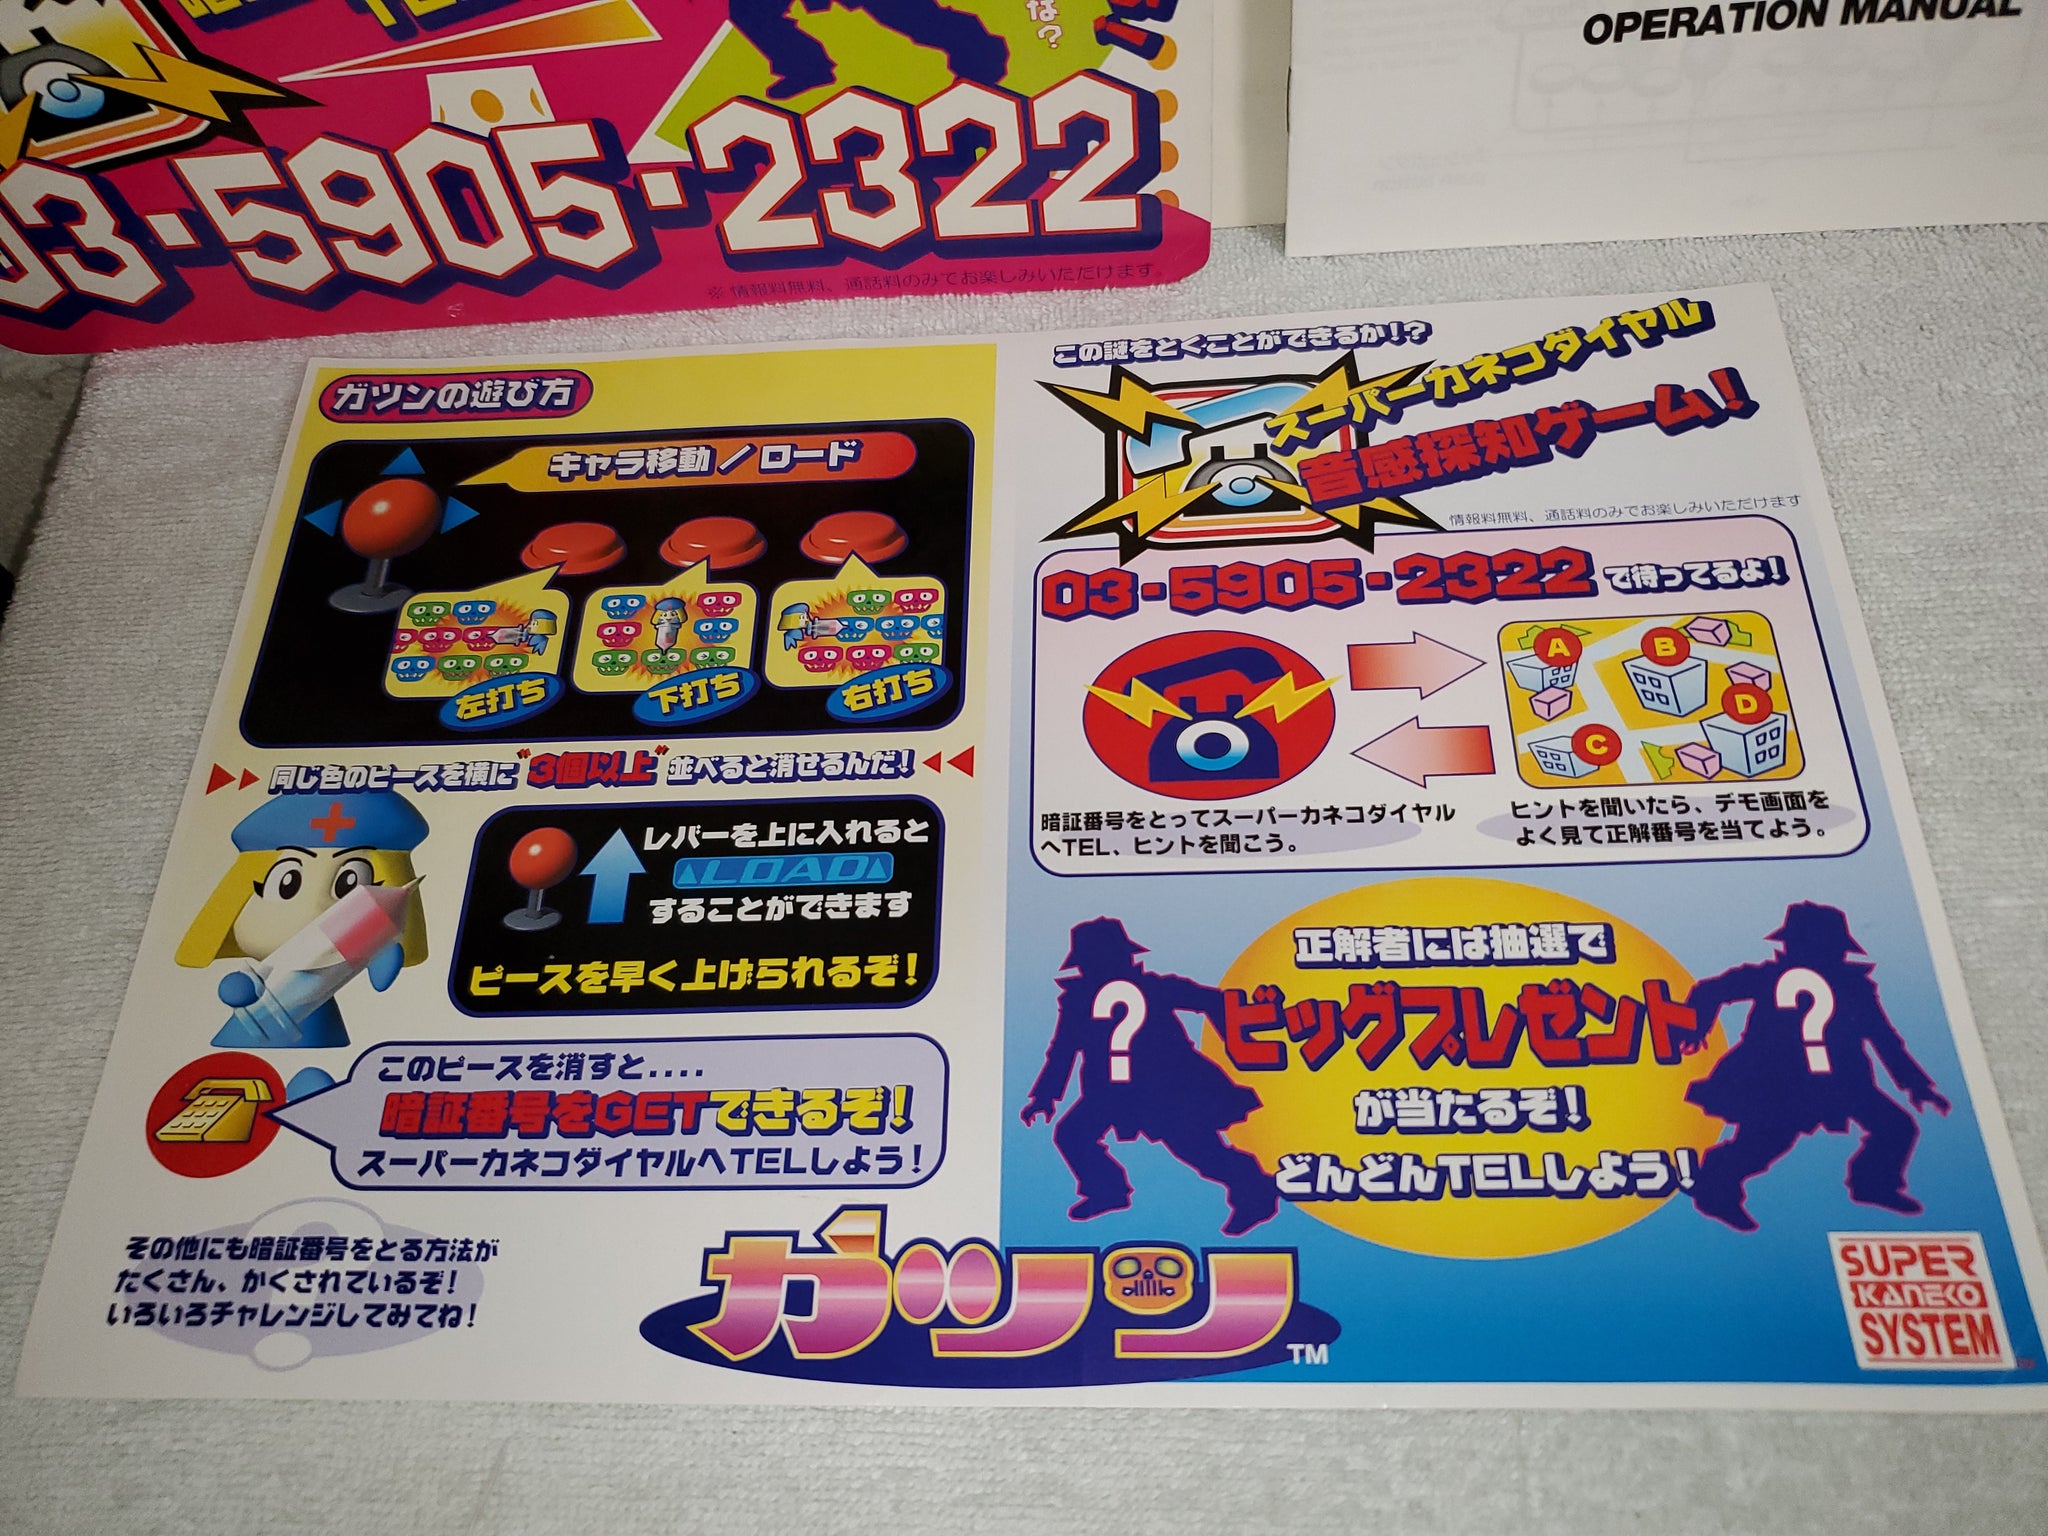 な?
OPERATION MANUAL
03-5905-2322
※ 情報料無料、通話料のみでお楽しみいただけます。
ガツンの遊び方
キャラ移動/ロード
左打ち
下打ち
右打ち
同じ色のピースを横に"3個以上"並べると消せるんだ!
レバーを上に入れると
LOAD
することができます
ピースを早く上げられるぞ!
このピースを消すと....
暗証番号をGETできるぞ!
スーパーカネコダイヤルへTELしよう!
その他にも暗証番号をとる方法が
たくさん、かくされているぞ!
いろいろチャレンジしてみてね!
ガツン
TM
この謎をとくことができるか!?
スーパーカネコダイヤル
音感探知ゲーム!
情報料無料、通話料のみでお楽しみいただけます
03-5905-2322で待ってるよ!
A
B
C
D
暗証番号をとってスーパーカネコダイヤル
へTEL、ヒントを聞こう。
ヒントを聞いたら、デモ画面を
よく見て正解番号を当てよう。
正解者には抽選で
ビッグプレゼント
が当たるぞ!
どんどんTELしよう!
?
?
SUPER
KANEKO
SYSTEM